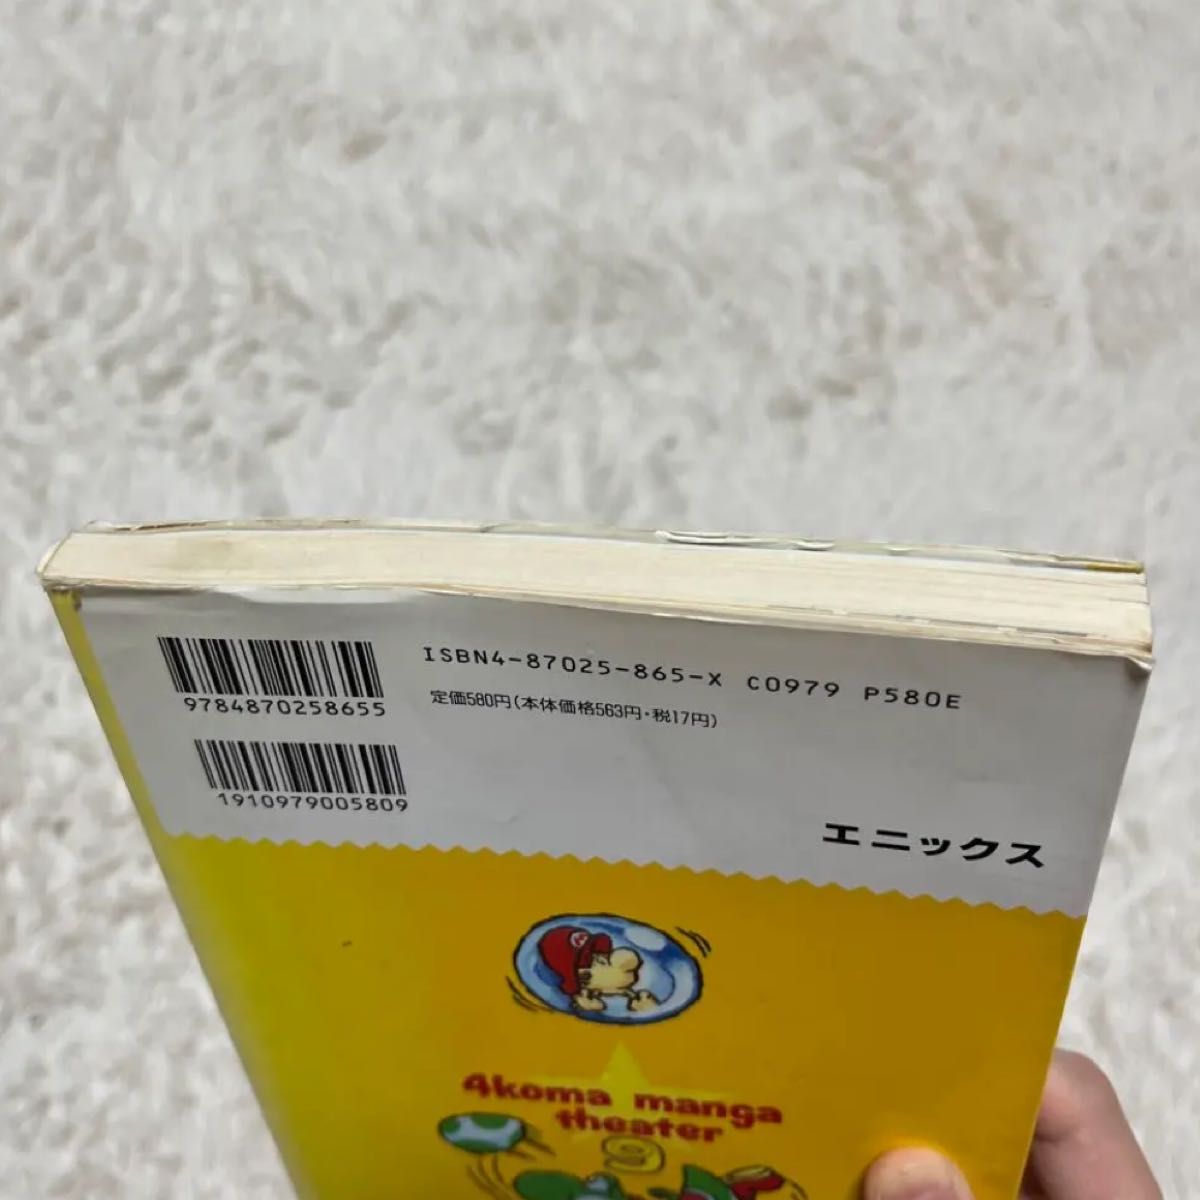 ISBN4-87025-865-X C0979 P580E
定価580円(本体価格563円・税17円)
9784870258655
1910979005809
エニックス
M
4koma manga
theater
9